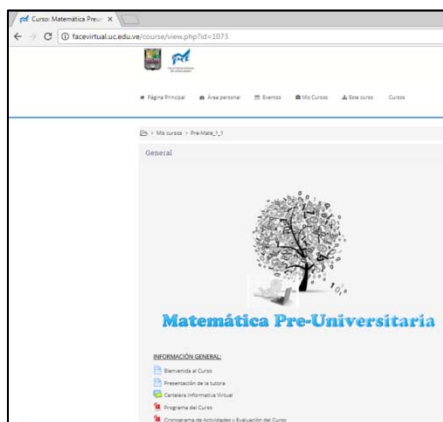 Curso: Matemática Preu
facevirtual.uc.edu.ve/course/view.php?id=1073
Página Principal Área personal Eventos Mis Cursos Este curso Cursos
> Mis cursos > Pre-Mate_1_1
General
Matemática Pre-Universitaria
INFORMACIÓN GENERAL:
Bienvenida al Curso
Presentación de la tutora
Cartelera Informativa Virtual
Programa del Curso
Cronograma de Actividades y Evaluación del Curso